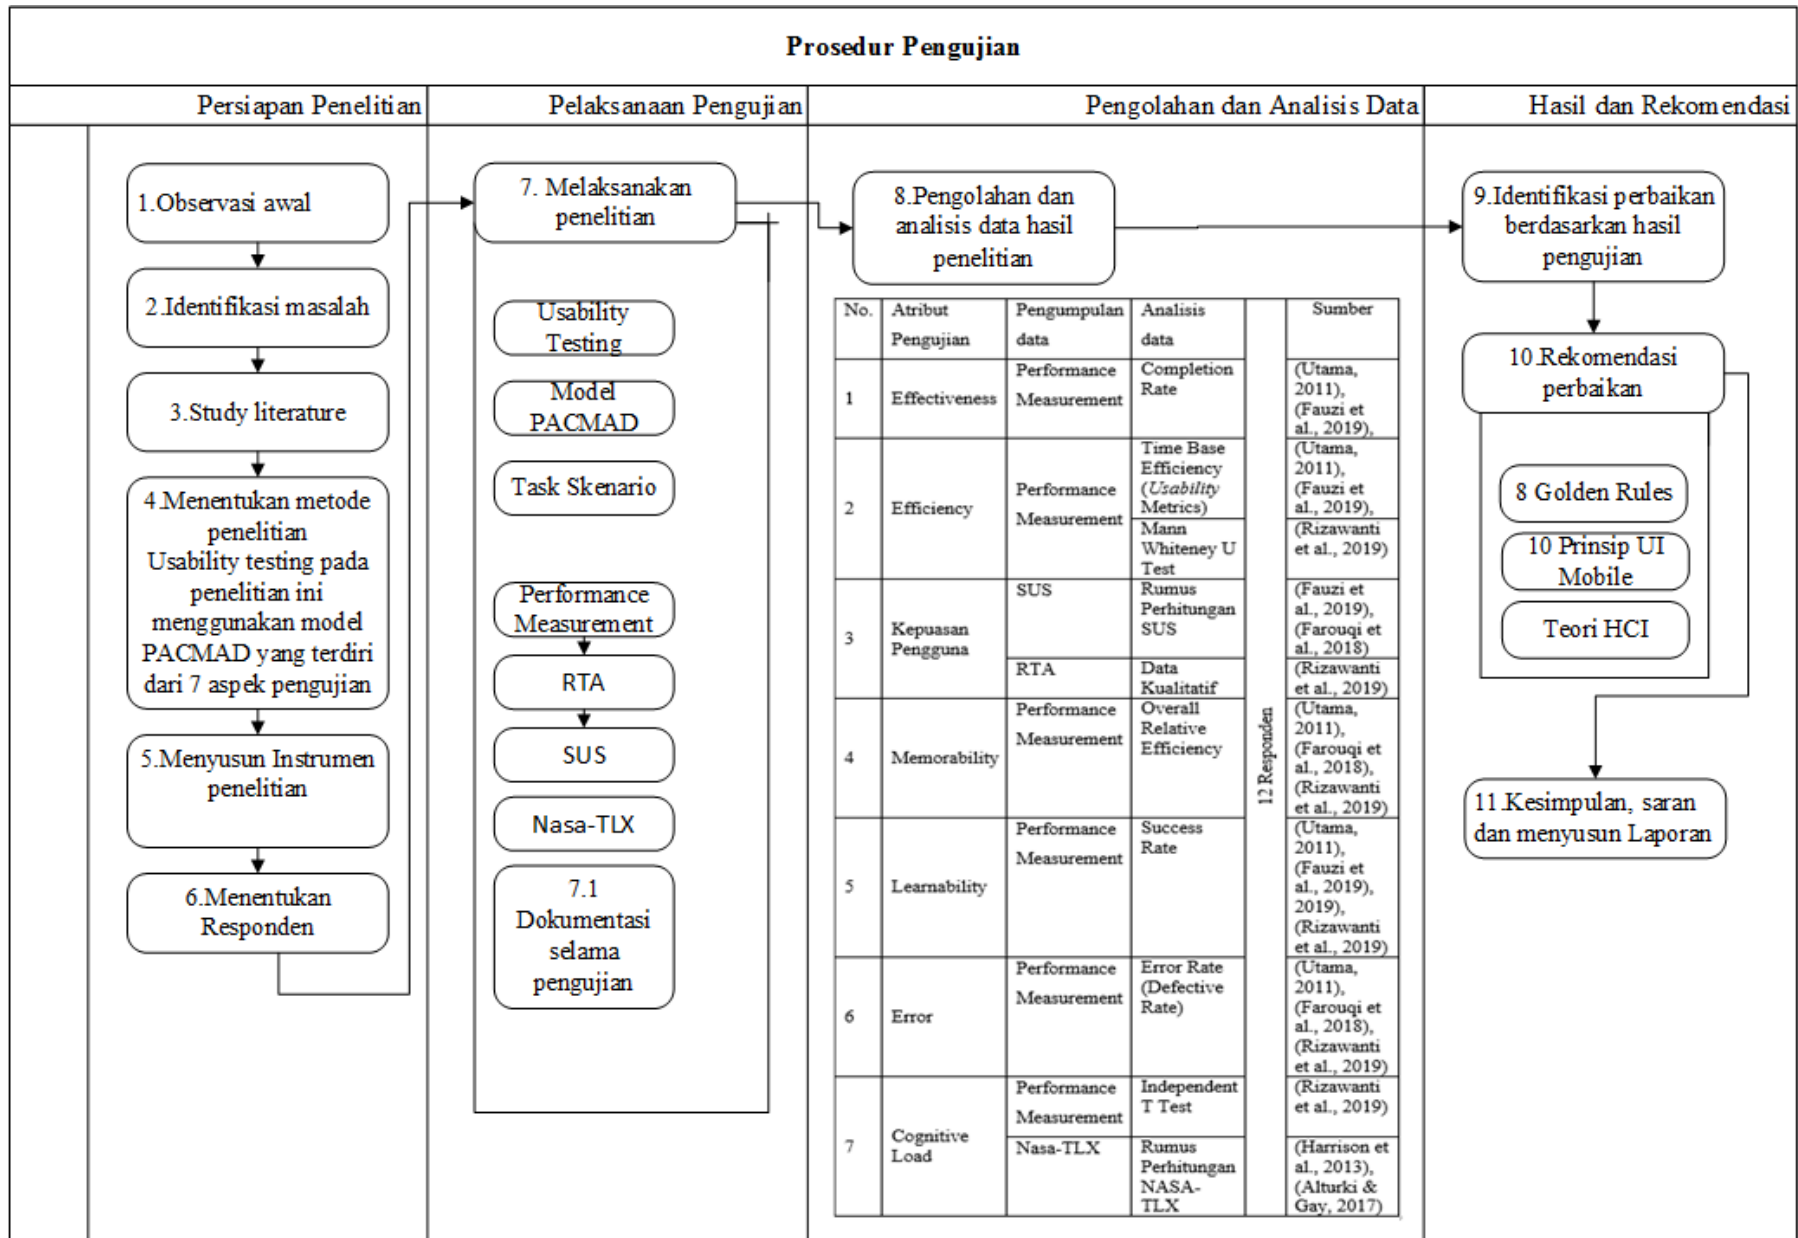 Prosedur Pengujian
Persiapan Penelitian
Pelaksanaan Pengujian
Pengolahan dan Analisis Data
Hasil dan Rekomendasi
1.Observasi awal
2.Identifikasi masalah
3.Study literature
4.Menentukan metode
penelitian
Usability testing pada
penelitian ini
menggunakan model
PACMAD yang terdiri
dari 7 aspek pengujian
5.Menyusun Instrumen
penelitian
6.Menentukan
Responden
7. Melaksanakan
penelitian
Usability
Testing
Model
PACMAD
Task Skenario
Performance
Measurement
RTA
SUS
Nasa-TLX
7.1
Dokumentasi
selama
pengujian
8.Pengolahan dan
analisis data hasil
penelitian
No.
Atribut
Pengujian
Pengumpulan
data
Analisis
data
Sumber
12 Responden
1
Effectiveness
Performance
Measurement
Completion
Rate
(Utama,
2011),
(Fauzi et
al., 2019),
2
Efficiency
Performance
Measurement
Time Base
Efficiency
(Usability
Metrics)
(Utama,
2011),
(Fauzi et
al., 2019),
Mann
Whiteney U
Test
(Rizawanti
et al., 2019)
3
Kepuasan
Pengguna
SUS
Rumus
Perhitungan
SUS
(Fauzi et
al., 2019),
(Farouqi et
al., 2018)
RTA
Data
Kualitatif
(Rizawanti
et al., 2019)
4
Memorability
Performance
Measurement
Overall
Relative
Efficiency
(Utama,
2011),
(Farouqi et
al., 2018),
(Rizawanti
et al., 2019)
5
Learnability
Performance
Measurement
Success
Rate
(Utama,
2011),
(Fauzi et
al., 2019),
2019),
(Rizawanti
et al., 2019)
6
Error
Performance
Measurement
Error Rate
(Defective
Rate)
(Utama,
2011),
(Farouqi et
al., 2018),
(Rizawanti
et al., 2019)
7
Cognitive
Load
Performance
Measurement
Independent
T Test
(Rizawanti
et al., 2019)
Nasa-TLX
Rumus
Perhitungan
NASA-
TLX
(Harrison et
al., 2013),
(Alturki &
Gay, 2017)
9.Identifikasi perbaikan
berdasarkan hasil
pengujian
10.Rekomendasi
perbaikan
8 Golden Rules
10 Prinsip UI
Mobile
Teori HCI
11.Kesimpulan, saran
dan menyusun Laporan